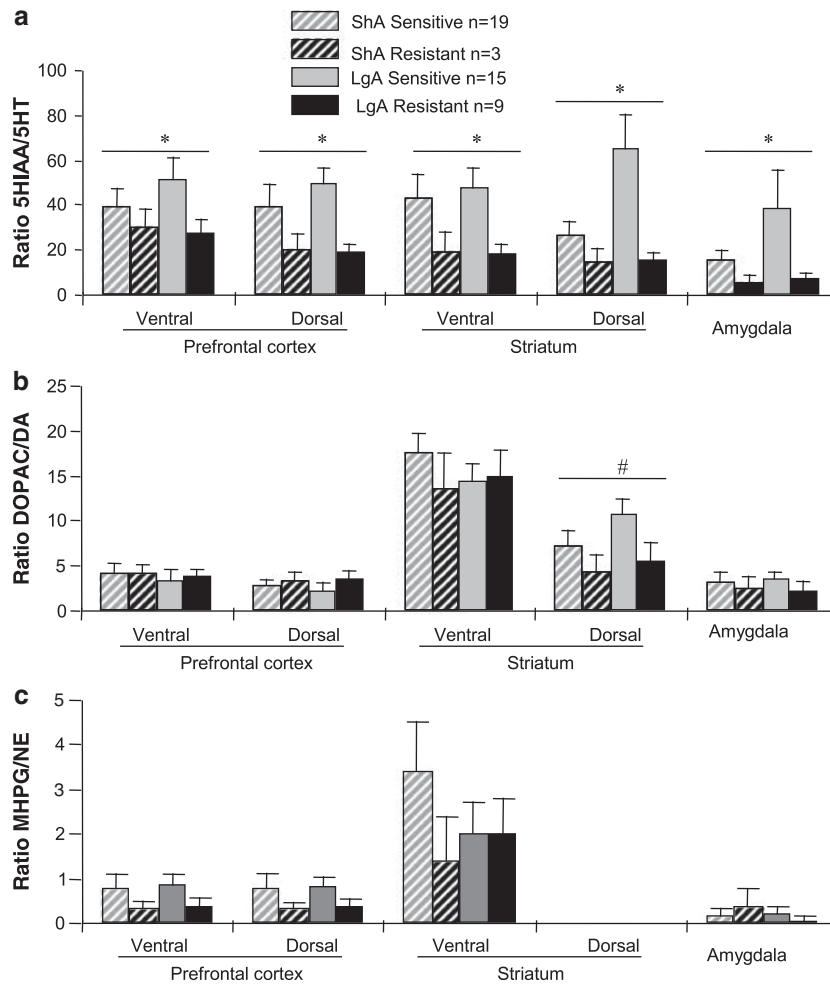 a
ShA Sensitive n=19
ShA Resistant n=3
LgA Sensitive n=15
LgA Resistant n=9
Ratio 5HIAA/5HT
100
80
60
40
20
0
* * * * *
Ventral Dorsal Ventral Dorsal Amygdala
Prefrontal cortex Striatum
b
Ratio DOPAC/DA
25
20
15
10
5
0
#
Ventral Dorsal Ventral Dorsal Amygdala
Prefrontal cortex Striatum
c
Ratio MHPG/NE
5
4
3
2
1
0
Ventral Dorsal Ventral Dorsal Amygdala
Prefrontal cortex Striatum